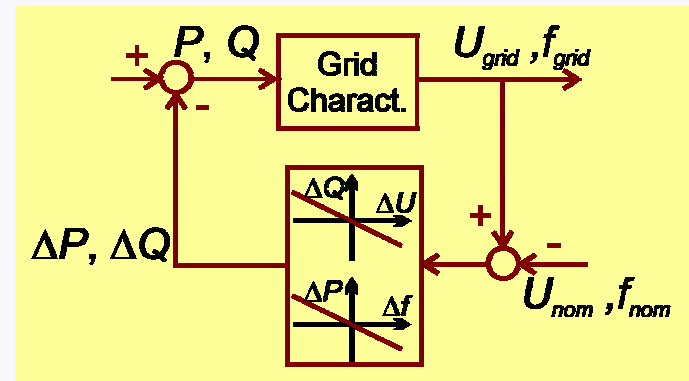 + P, Q
-
Grid
Charact.
U_grid ,f_grid
ΔQ
ΔU
ΔP
Δf
ΔP, ΔQ
+
-
U_nom ,f_nom